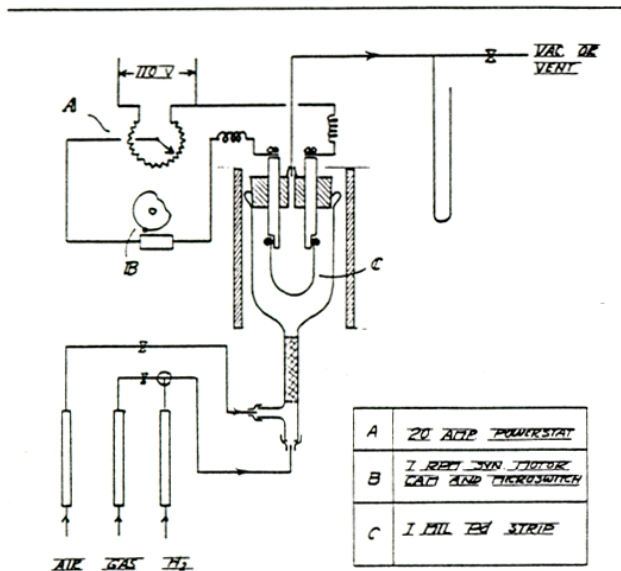 110 V
VAC. OR
VENT
A
B
C
A 20 AMP POWERSTAT
B 1 RPM SYN. MOTOR
CAM AND MICROSWITCH
C 1 MIL Pd STRIP
AIR GAS H₂